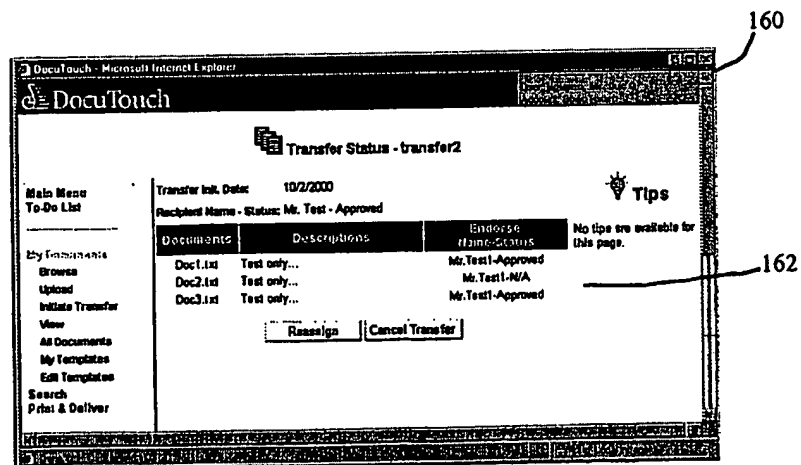 160
DocuTouch - Microsoft Internet Explorer
DocuTouch
Transfer Status - transfer2
Main Menu
To-Do List
My Documents
Browse
Upload
Initiate Transfer
View
All Documents
My Templates
Edit Templates
Search
Print & Deliver
Transfer Init. Date: 10/2/2000
Recipient Name - Status: Mr. Test - Approved
Documents Descriptions Endorse Name-Status
Doc1.txt Test only... Mr.Test1-Approved
Doc2.txt Test only... Mr.Test1-N/A
Doc3.txt Test only... Mr.Test1-Approved
Reassign Cancel Transfer
Tips
No tips are available for
this page.
162